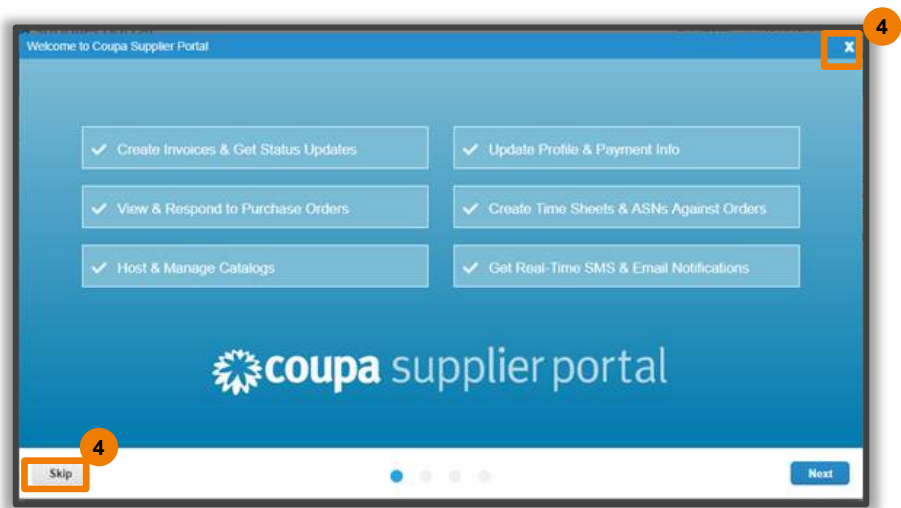 4
Welcome to Coupa Supplier Portal
X
Create Invoices & Get Status Updates
Update Profile & Payment Info
View & Respond to Purchase Orders
Create Time Sheets & ASNs Against Orders
Host & Manage Catalogs
Get Real-Time SMS & Email Notifications
coupa supplier portal
4
Skip
Next